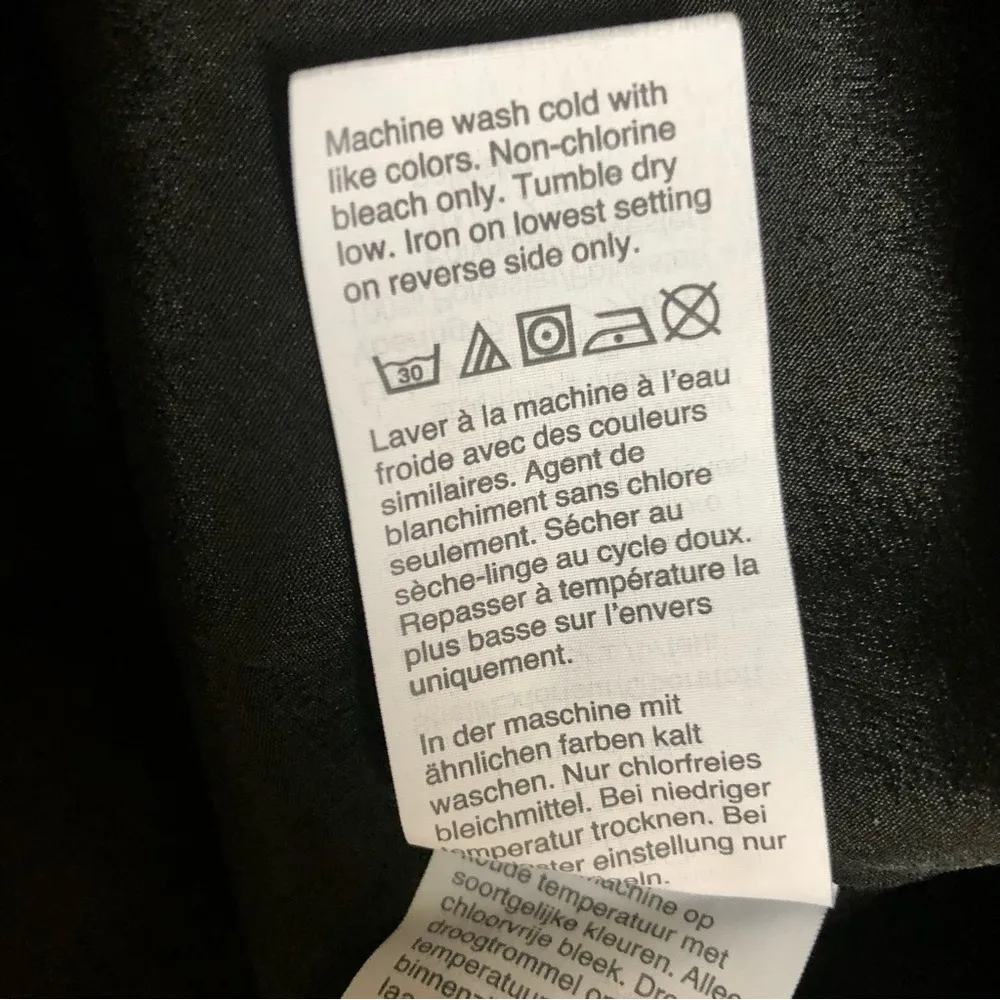 Machine wash cold with
like colors. Non-chlorine
bleach only. Tumble dry
low. Iron on lowest setting
on reverse side only.
30
Laver à la machine à l'eau
froide avec des couleurs
similaires. Agent de
blanchiment sans chlore
seulement. Sécher au
sèche-linge au cycle doux.
Repasser à température la
plus basse sur l'envers
uniquement.
In der maschine mit
ähnlichen farben kalt
waschen. Nur chlorfreies
bleichmittel. Bei niedriger
trocknen. Bei
einstellung nur
op
temperatuur met
soortgelijke kleuren.
chloorvrije bleek.
droogtrommel